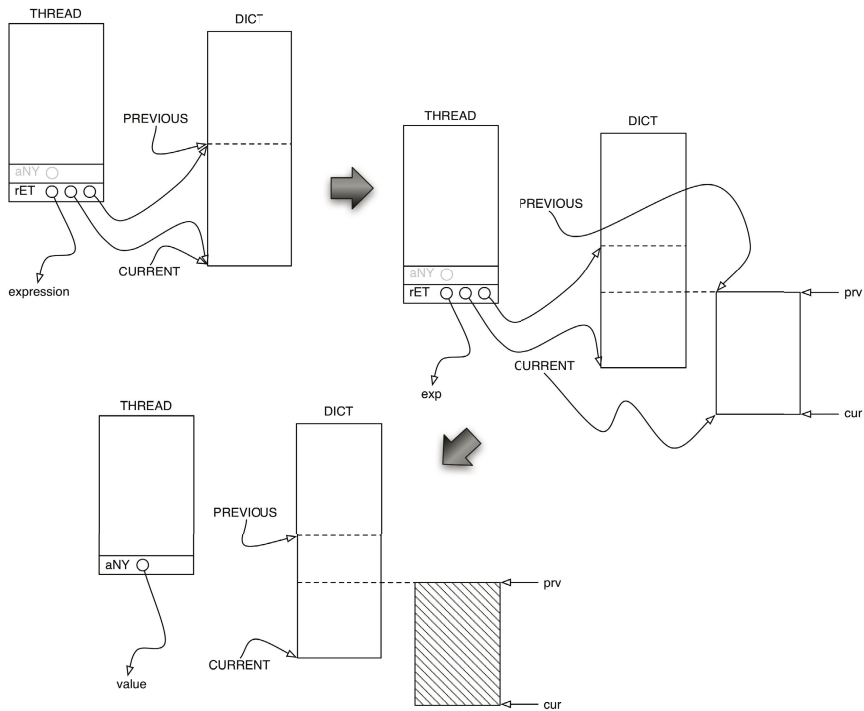 THREAD
DICT
PREVIOUS
aNY
rET
CURRENT
expression
THREAD
DICT
PREVIOUS
aNY
rET
prv
CURRENT
exp
cur
THREAD
DICT
PREVIOUS
aNY
prv
CURRENT
value
cur